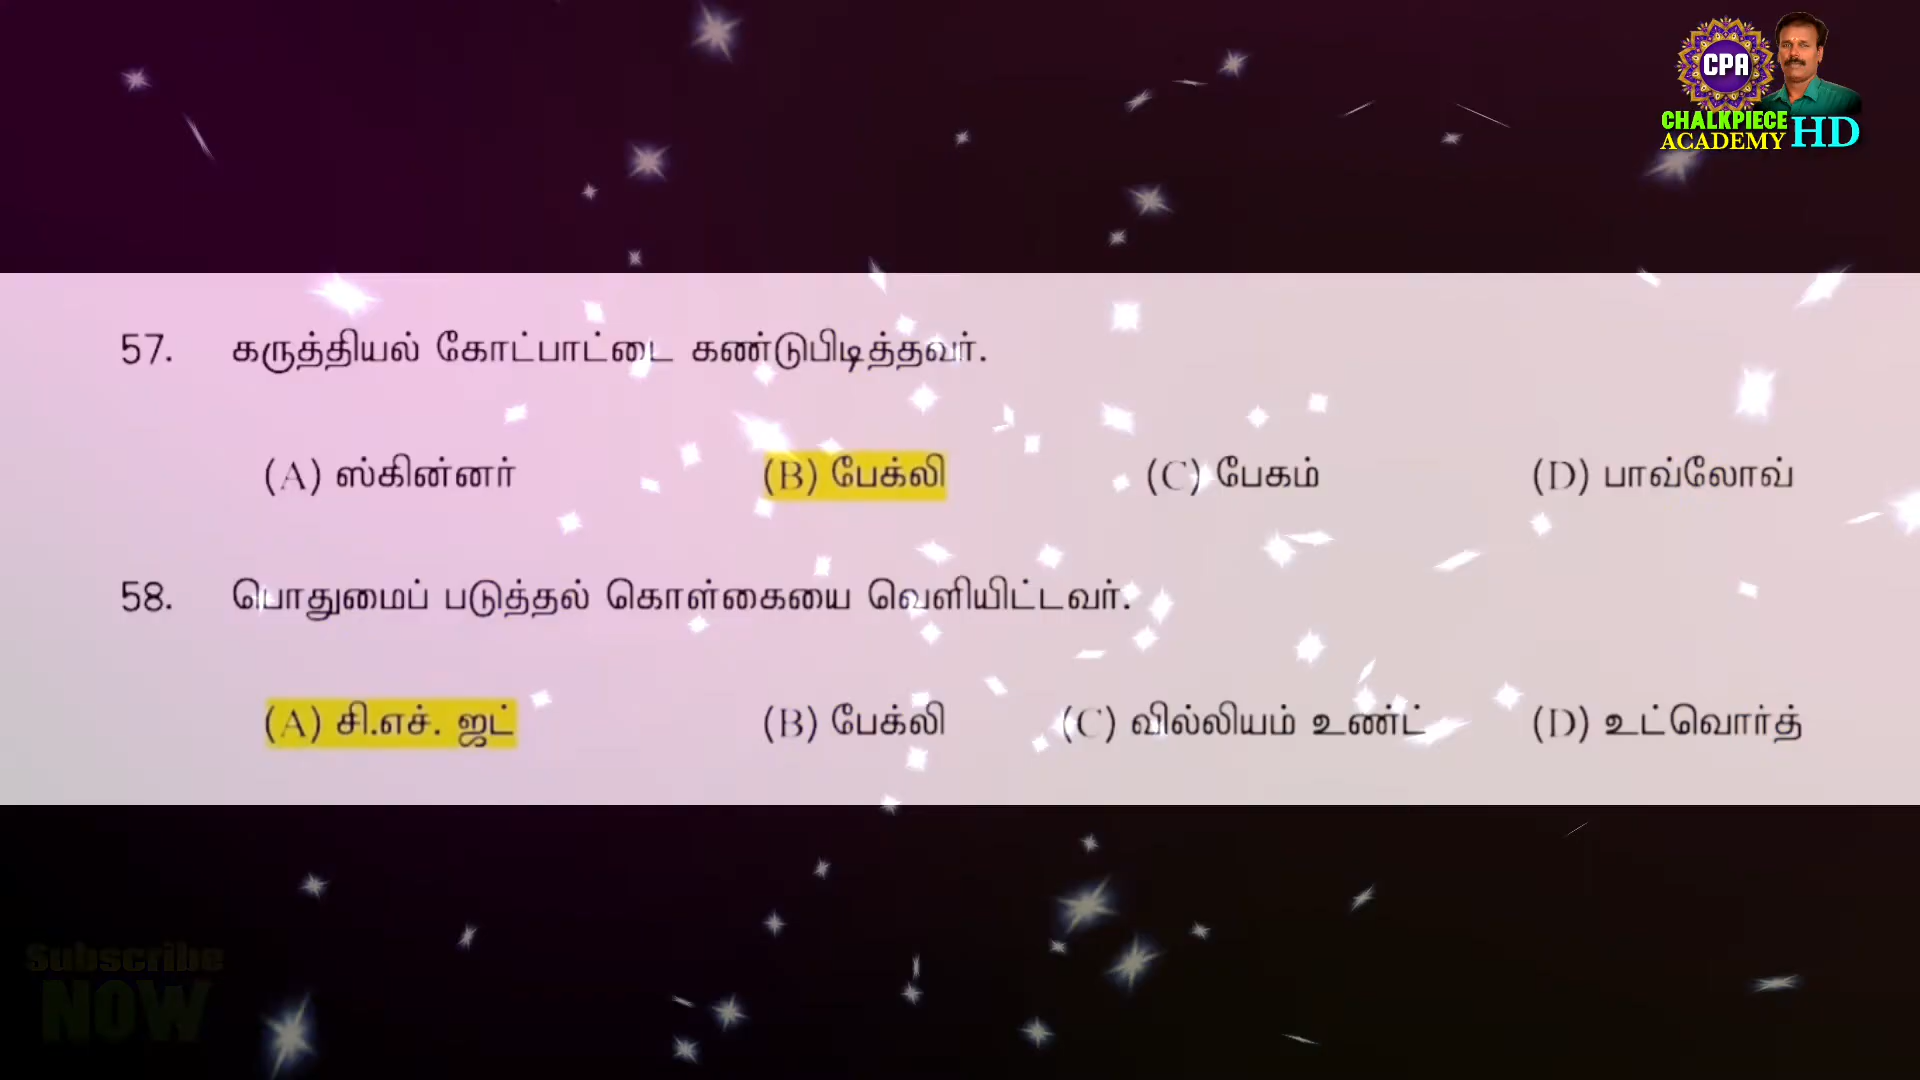 CPA
CHALKPIECE
ACADEMY HD
57. கருத்தியல் கோட்பாட்டை கண்டுபிடித்தவர்.
(A) ஸ்கின்னர் (B) பேக்லி (C) பேகம் (D) பாவ்லோவ்
58. பொதுமைப் படுத்தல் கொள்கையை வெளியிட்டவர்.
(A) சி.எச். ஜட் (B) பேக்லி (C) வில்லியம் உண்ட் (D) உட்வொர்த்
Subscribe
NOW